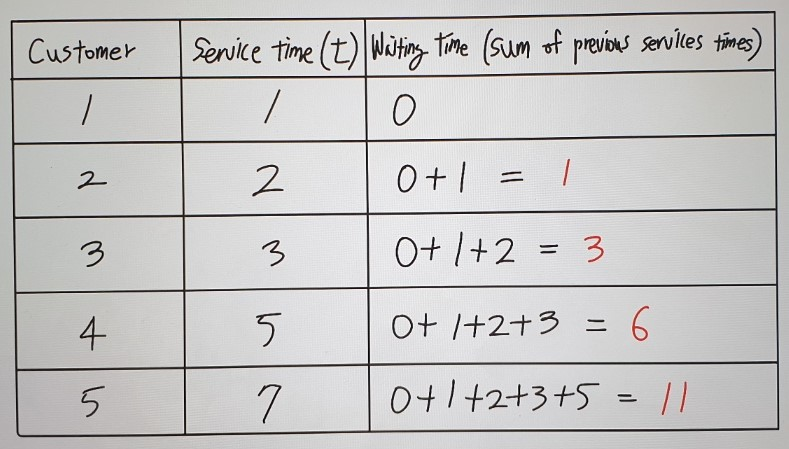 Customer Service time (t) Waiting Time (sum of previous services times)
1 1 0
2 2 0+1 = 1
3 3 0+1+2 = 3
4 5 0+1+2+3 = 6
5 7 0+1+2+3+5 = 11